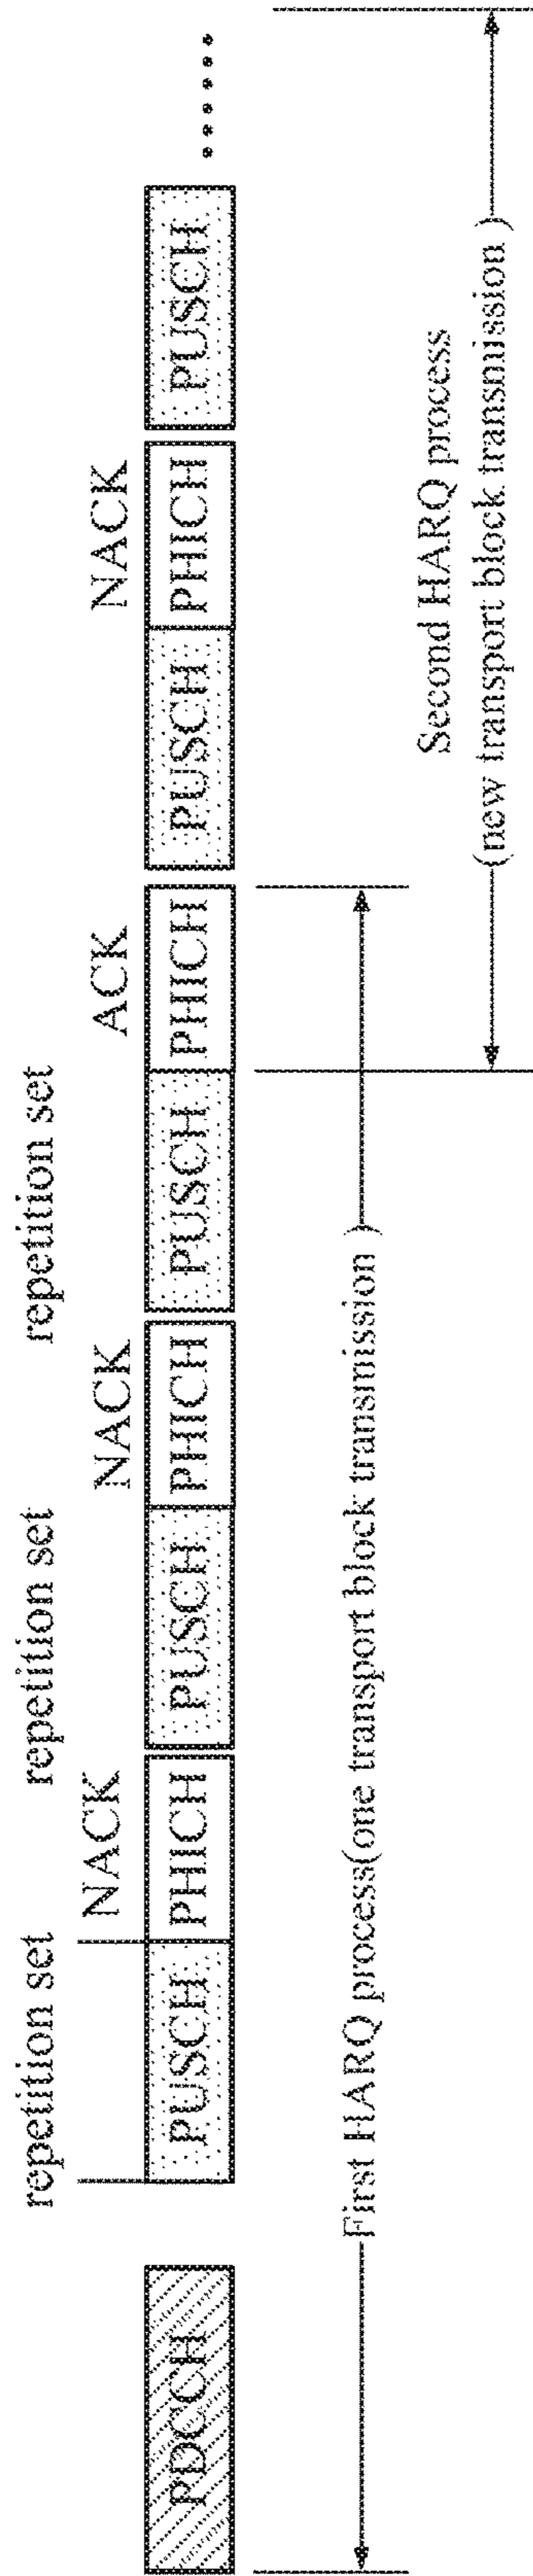 repetition set
repetition set
repetition set
NACK
NACK
ACK
NACK
PDCCH
PUSCH
PHICH
PUSCH
PHICH
PUSCH
PHICH
PUSCH
PHICH
PUSCH
......
First HARQ process(one transport block transmission )
Second HARQ process
(new transport block transmission )